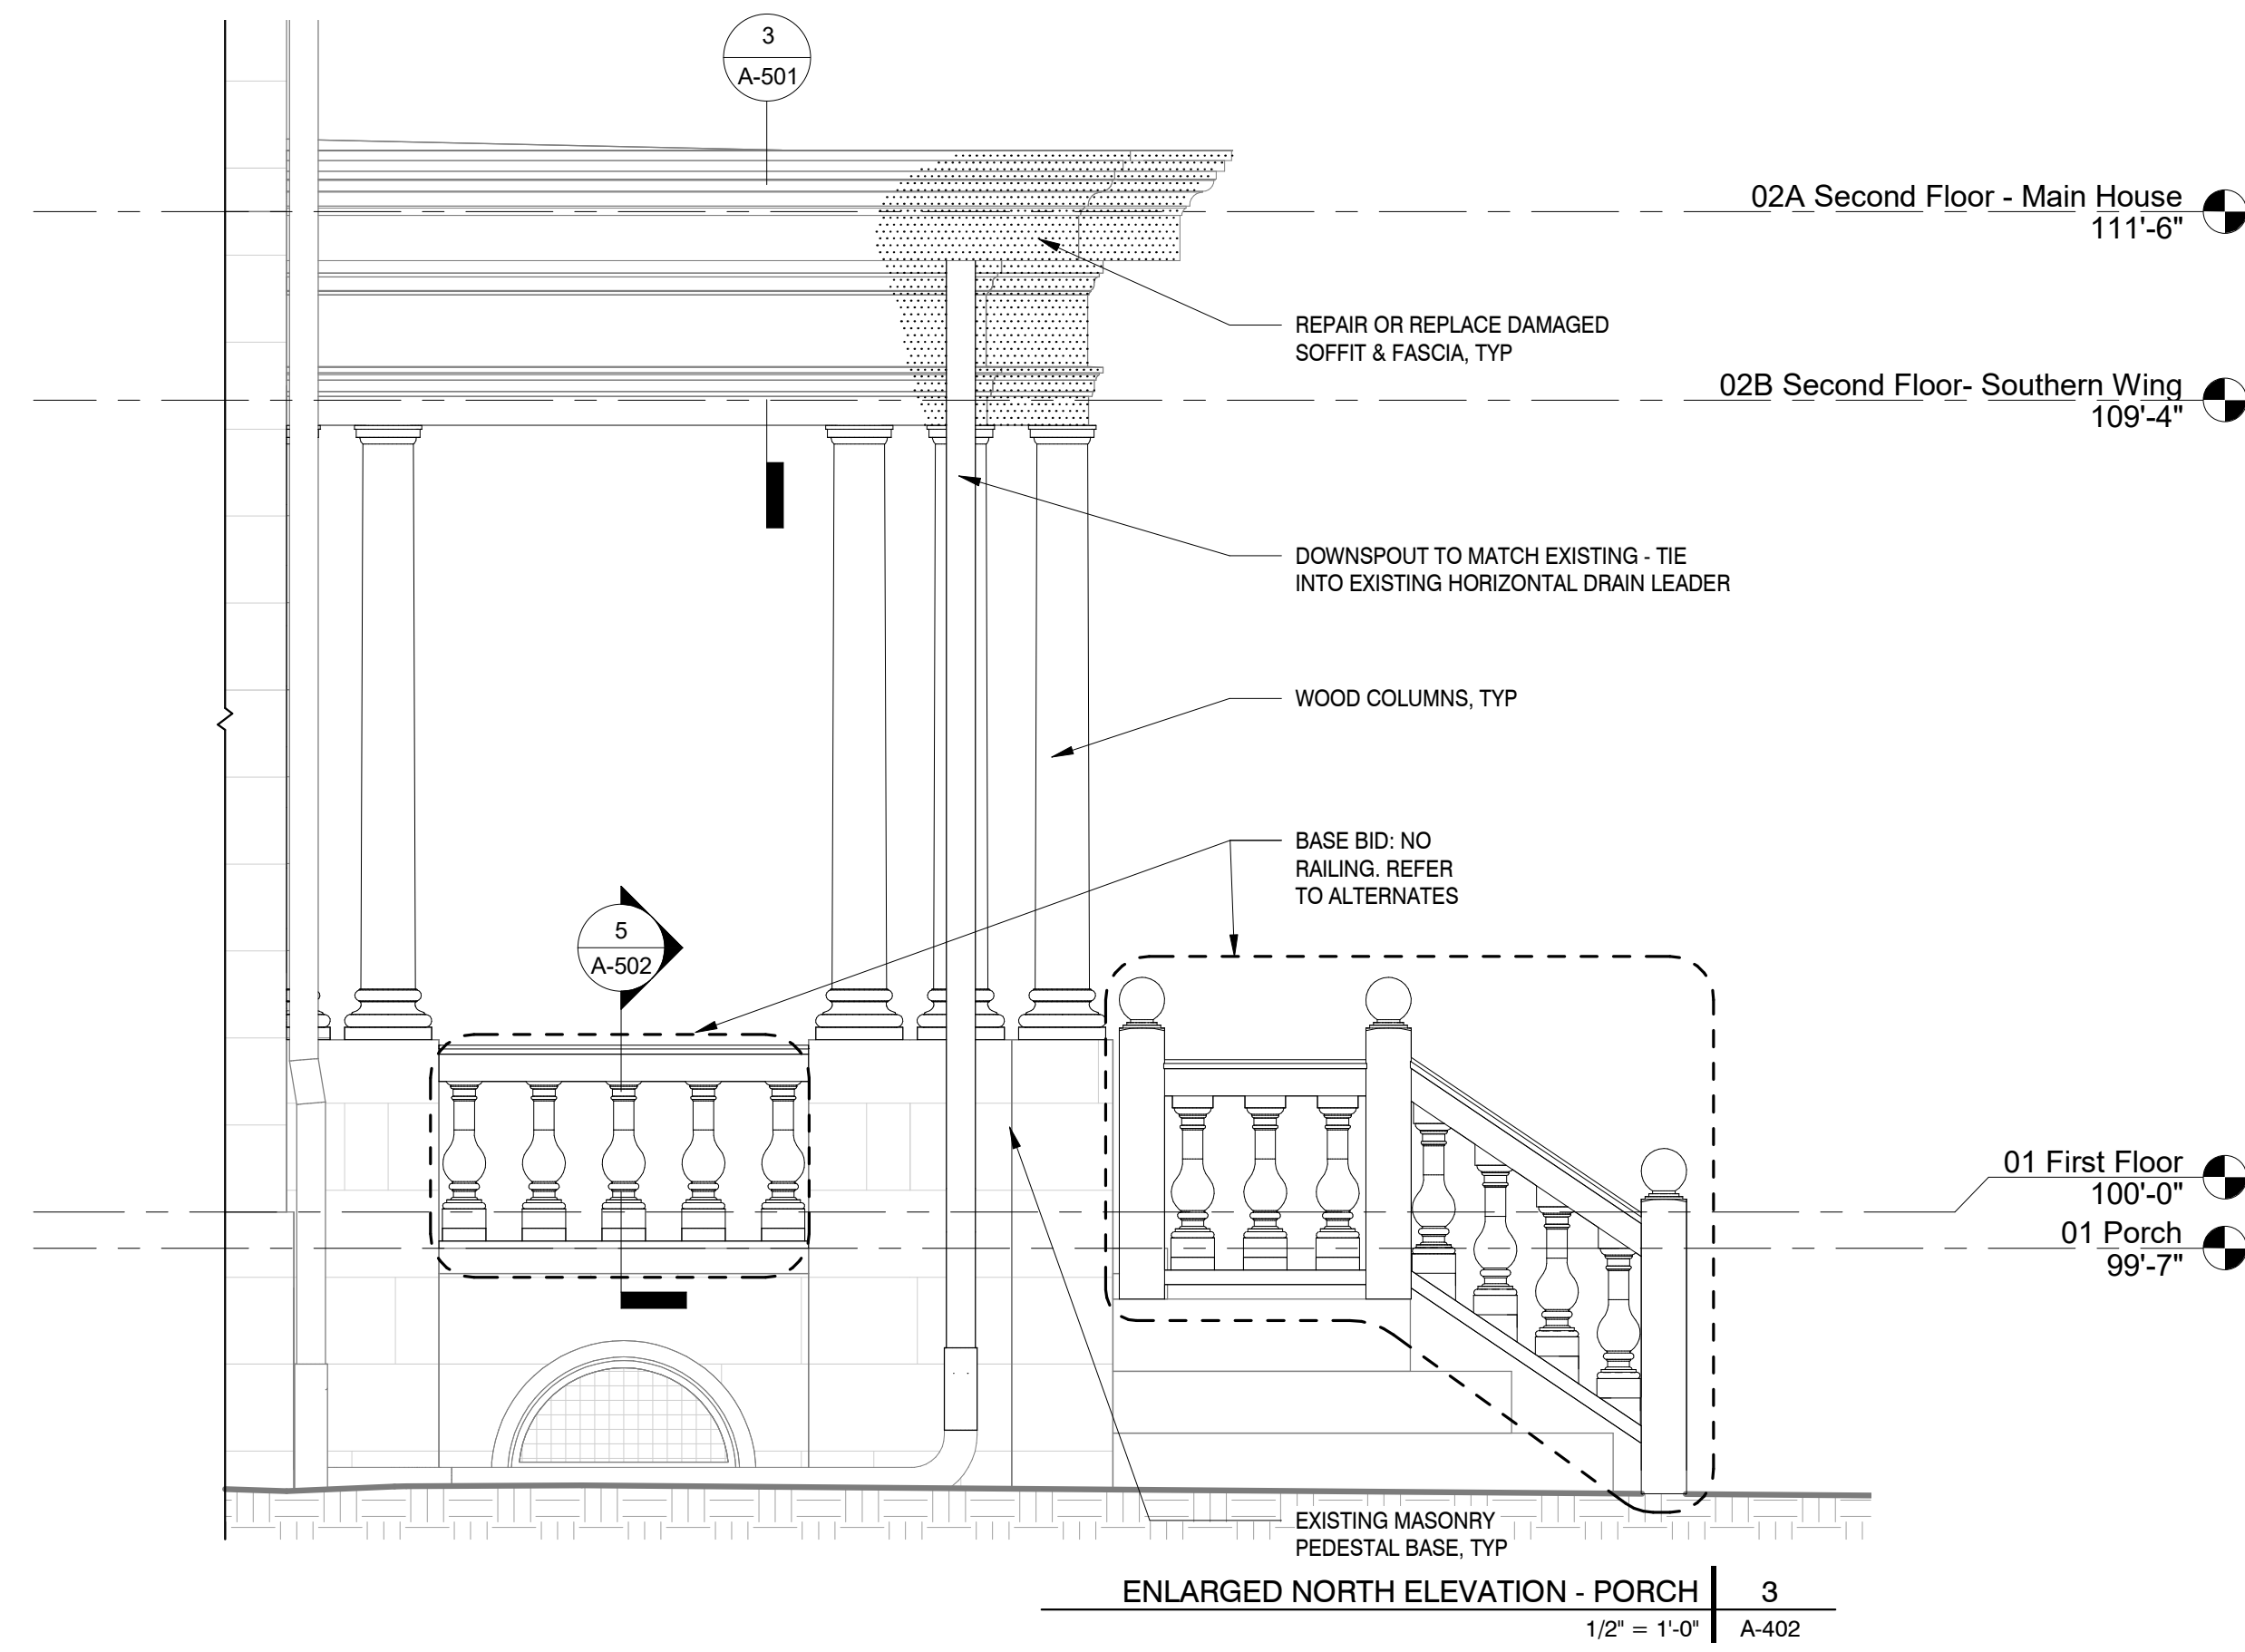 3
A-501
02A Second Floor - Main House
111'-6"
REPAIR OR REPLACE DAMAGED
SOFFIT & FASCIA, TYP
02B Second Floor- Southern Wing
109'-4"
DOWNSPOUT TO MATCH EXISTING - TIE
INTO EXISTING HORIZONTAL DRAIN LEADER
WOOD COLUMNS, TYP
BASE BID: NO
RAILING. REFER
TO ALTERNATES
5
A-502
01 First Floor
100'-0"
01 Porch
99'-7"
EXISTING MASONRY
PEDESTAL BASE, TYP
ENLARGED NORTH ELEVATION - PORCH
3
1/2" = 1'-0"
A-402